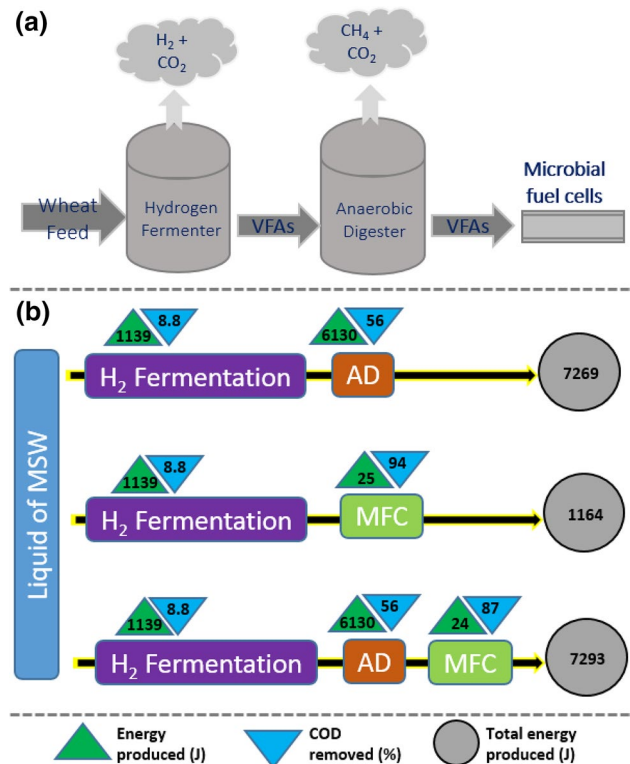 (a)
H2 +
CO2
CH4 +
CO2
Wheat
Feed
Hydrogen
Fermenter
VFAs
Anaerobic
Digester
VFAs
Microbial
fuel cells
(b)
Liquid of MSW
1139
8.8
6130
56
H2 Fermentation
AD
7269
1139
8.8
25
94
H2 Fermentation
MFC
1164
1139
8.8
6130
56
24
87
H2 Fermentation
AD
MFC
7293
Energy
produced (J)
COD
removed (%)
Total energy
produced (J)